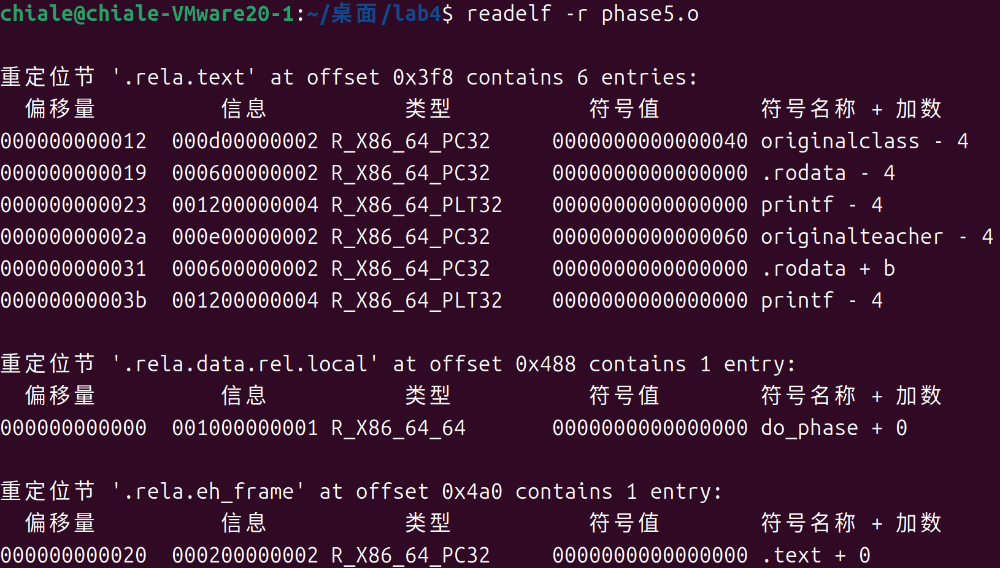 chiale@chiale-VMware20-1:~/桌面/lab4$ readelf -r phase5.o
重定位节 '.rela.text' at offset 0x3f8 contains 6 entries:
偏移量 信息 类型 符号值 符号名称 + 加数
000000000012 000d00000002 R_X86_64_PC32 0000000000000040 originalclass - 4
000000000019 000600000002 R_X86_64_PC32 0000000000000000 .rodata - 4
000000000023 001200000004 R_X86_64_PLT32 0000000000000000 printf - 4
00000000002a 000e00000002 R_X86_64_PC32 0000000000000060 originalteacher - 4
000000000031 000600000002 R_X86_64_PC32 0000000000000000 .rodata + b
00000000003b 001200000004 R_X86_64_PLT32 0000000000000000 printf - 4
重定位节 '.rela.data.rel.local' at offset 0x488 contains 1 entry:
偏移量 信息 类型 符号值 符号名称 + 加数
000000000000 001000000001 R_X86_64_64 0000000000000000 do_phase + 0
重定位节 '.rela.eh_frame' at offset 0x4a0 contains 1 entry:
偏移量 信息 类型 符号值 符号名称 + 加数
000000000020 000200000002 R_X86_64_PC32 0000000000000000 .text + 0